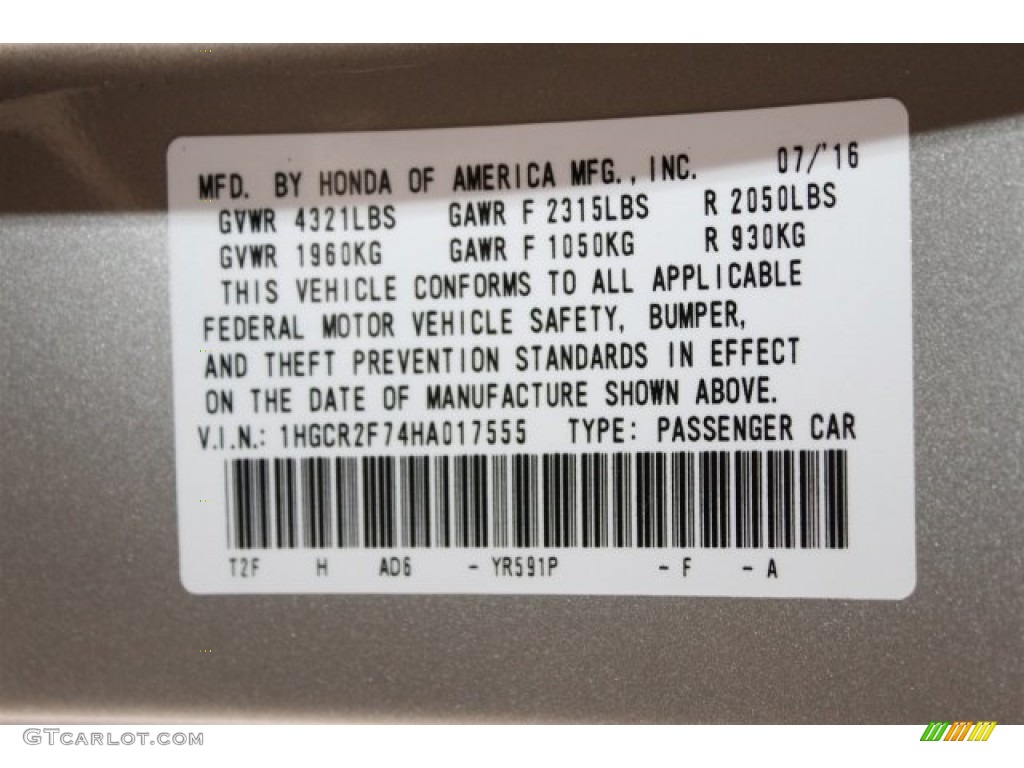 MFD. BY HONDA OF AMERICA MFG., INC. 07/'16
GVWR 4321LBS GAWR F 2315LBS R 2050LBS
GVWR 1960KG GAWR F 1050KG R 930KG
THIS VEHICLE CONFORMS TO ALL APPLICABLE
FEDERAL MOTOR VEHICLE SAFETY, BUMPER,
AND THEFT PREVENTION STANDARDS IN EFFECT
ON THE DATE OF MANUFACTURE SHOWN ABOVE.
V.I.N.: 1HGCR2F74HA017555 TYPE: PASSENGER CAR
T2F H AD6 - YR591P - F - A
GTCARLOT.COM